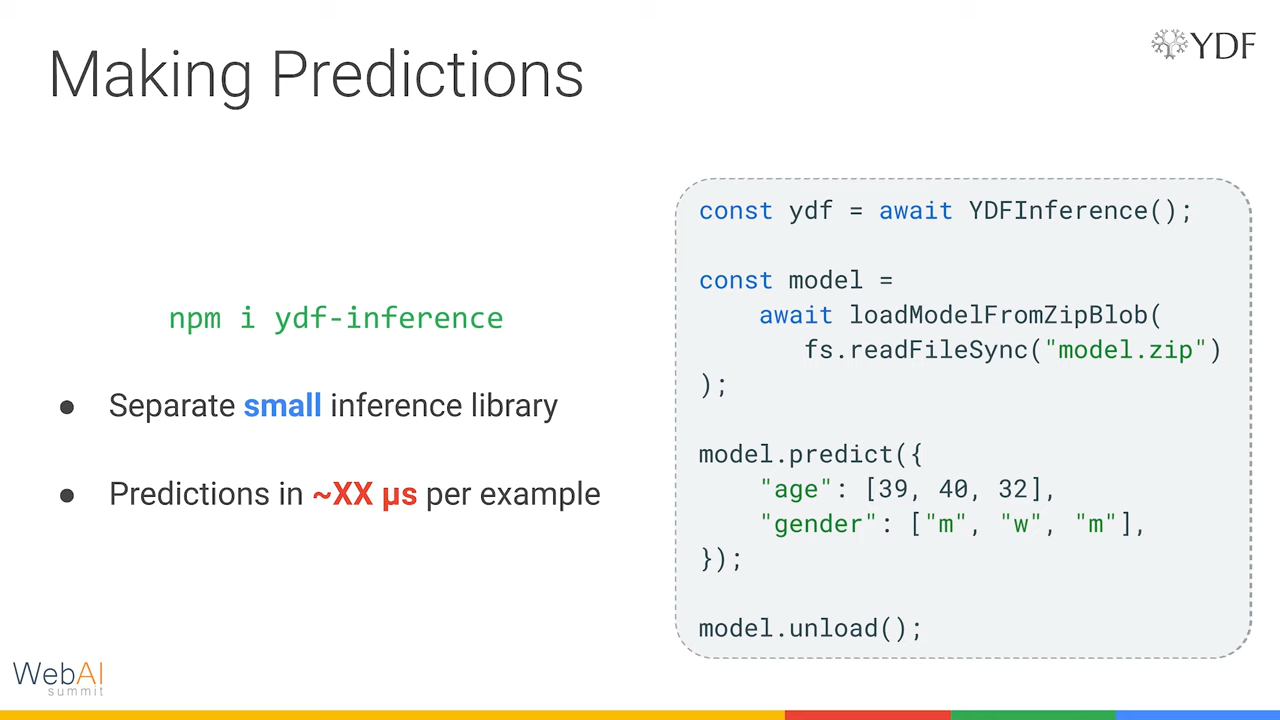 Making Predictions
YDF
npm i ydf-inference
● Separate small inference library
● Predictions in ~XX µs per example
const ydf = await YDFInference();
const model =
    await loadModelFromZipBlob(
       fs.readFileSync("model.zip")
);
model.predict({
    "age": [39, 40, 32],
    "gender": ["m", "w", "m"],
});
model.unload();
WebAI
summit